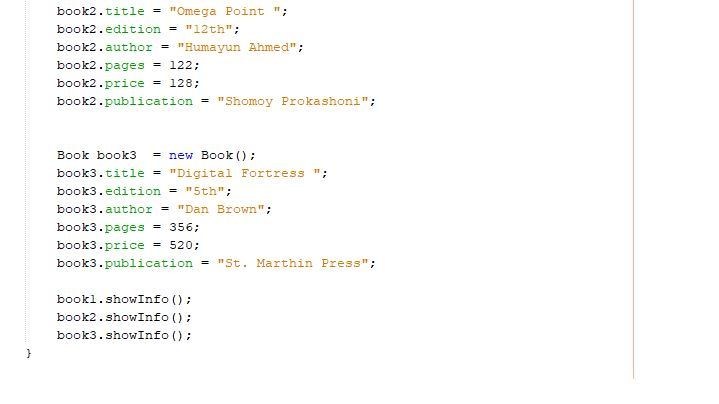 book2.title = "Omega Point ";
book2.edition = "12th";
book2.author = "Humayun Ahmed";
book2.pages = 122;
book2.price = 128;
book2.publication = "Shomoy Prokashoni";
Book book3  = new Book();
book3.title = "Digital Fortress ";
book3.edition = "5th";
book3.author = "Dan Brown";
book3.pages = 356;
book3.price = 520;
book3.publication = "St. Marthin Press";
book1.showInfo();
book2.showInfo();
book3.showInfo();
}